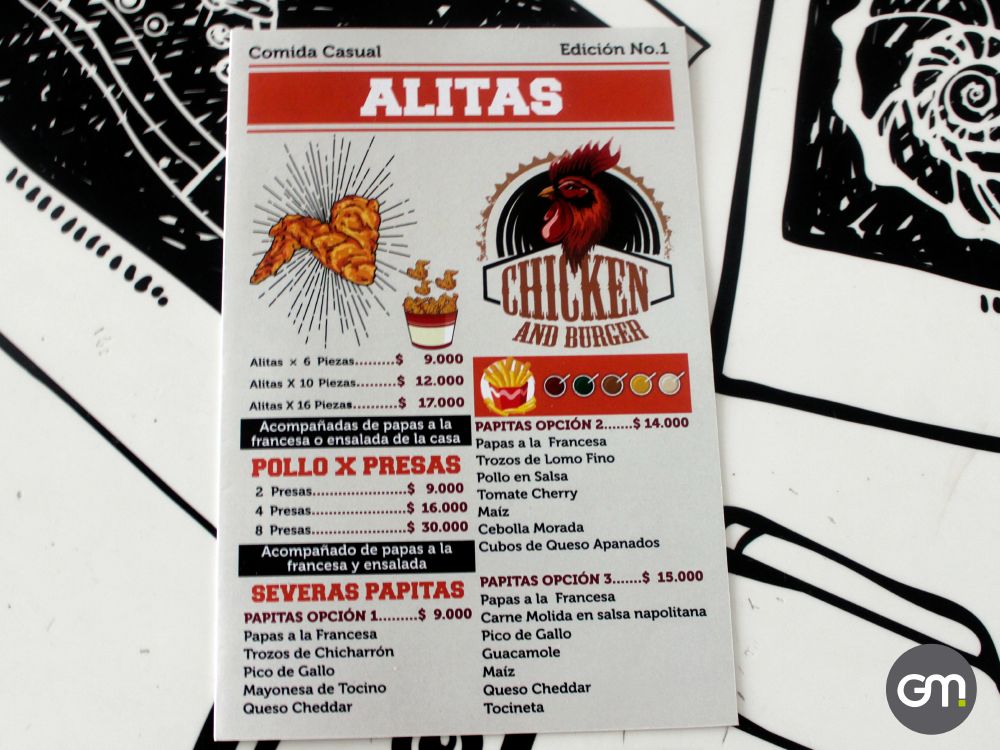 Comida Casual
Edición No.1
ALITAS
CHICKEN
AND BURGER
Alitas x 6 Piezas.........$ 9.000
Alitas X 10 Piezas.........$ 12.000
Alitas X 16 Piezas.........$ 17.000
Acompañadas de papas a la
francesa o ensalada de la casa
POLLO X PRESAS
2 Presas......................$ 9.000
4 Presas......................$ 16.000
8 Presas......................$ 30.000
Acompañado de papas a la
francesa y ensalada
SEVERAS PAPITAS
PAPITAS OPCIÓN 1.........$ 9.000
Papas a la Francesa
Trozos de Chicharrón
Pico de Gallo
Mayonesa de Tocino
Queso Cheddar
PAPITAS OPCIÓN 2.......$ 14.000
Papas a la Francesa
Trozos de Lomo Fino
Pollo en Salsa
Tomate Cherry
Maíz
Cebolla Morada
Cubos de Queso Apanados
PAPITAS OPCIÓN 3.......$ 15.000
Papas a la Francesa
Carne Molida en salsa napolitana
Pico de Gallo
Guacamole
Maíz
Queso Cheddar
Tocineta
GM